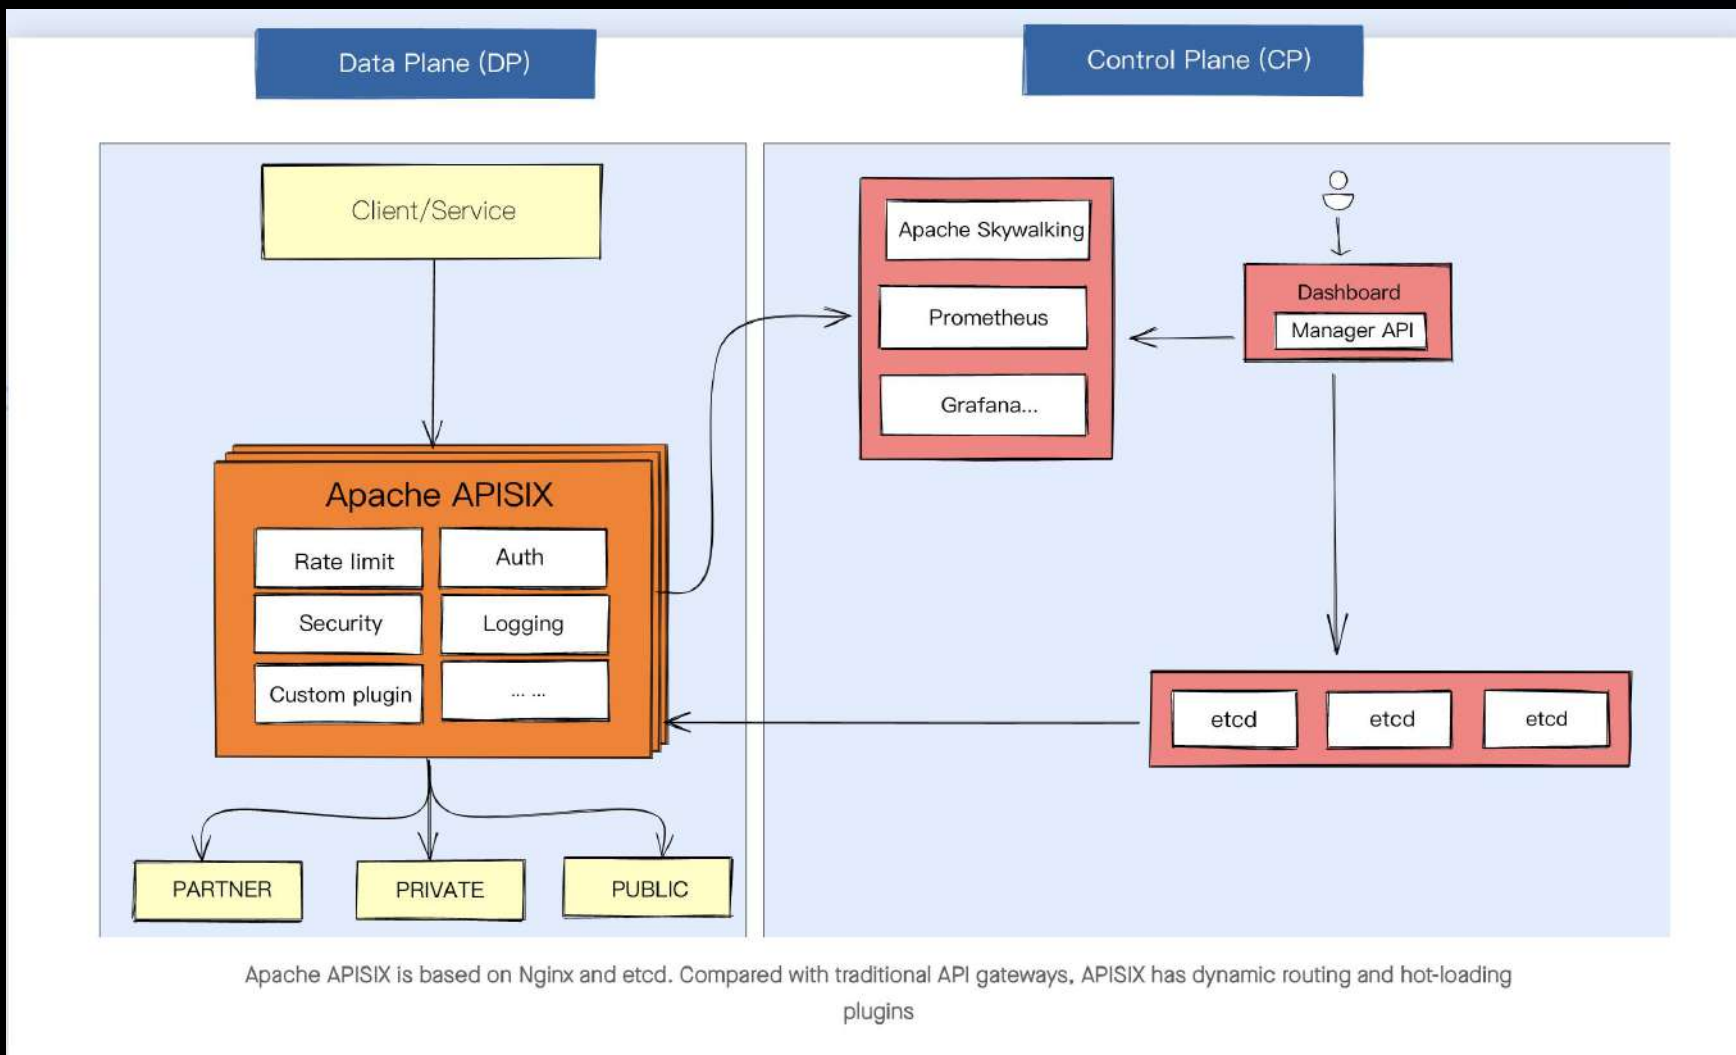 Data Plane (DP)
Control Plane (CP)
Client/Service
Apache Skywalking
Prometheus
Grafana...
Dashboard
Manager API
Apache APISIX
Rate limit
Auth
Security
Logging
Custom plugin
... ...
etcd
etcd
etcd
PARTNER
PRIVATE
PUBLIC
Apache APISIX is based on Nginx and etcd. Compared with traditional API gateways, APISIX has dynamic routing and hot-loading
plugins